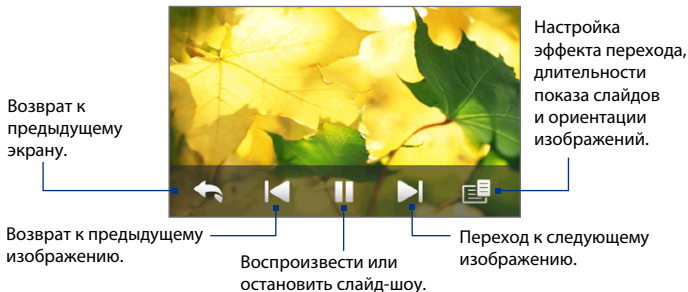 Настройка
эффекта перехода,
длительности
показа слайдов
и ориентации
изображений.
Возврат к
предыдущему
экрану.
Возврат к предыдущему
изображению.
Воспроизвести или
остановить слайд-шоу.
Переход к следующему
изображению.